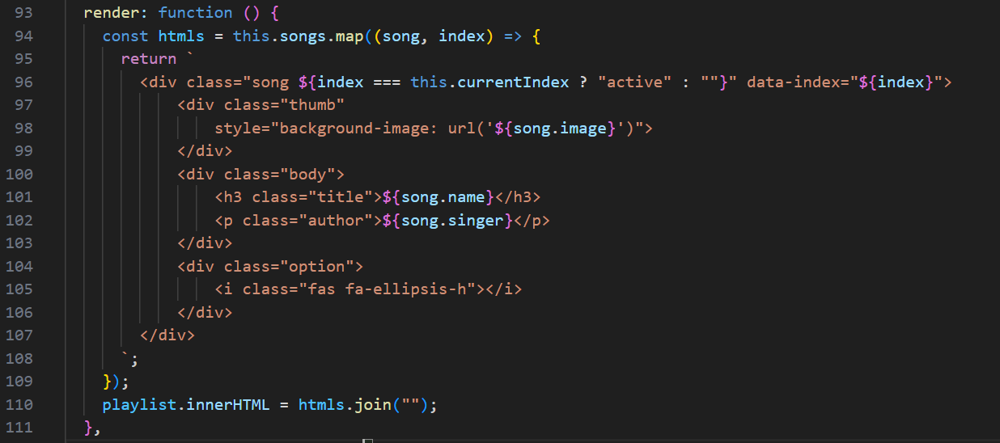 93 render: function () {
94 const htmls = this.songs.map((song, index) => {
95 return `
96 <div class="song ${index === this.currentIndex ? "active" : ""}" data-index="${index}">
97 <div class="thumb"
98 style="background-image: url('${song.image}')">
99 </div>
100 <div class="body">
101 <h3 class="title">${song.name}</h3>
102 <p class="author">${song.singer}</p>
103 </div>
104 <div class="option">
105 <i class="fas fa-ellipsis-h"></i>
106 </div>
107 </div>
108 `;
109 });
110 playlist.innerHTML = htmls.join("");
111 },